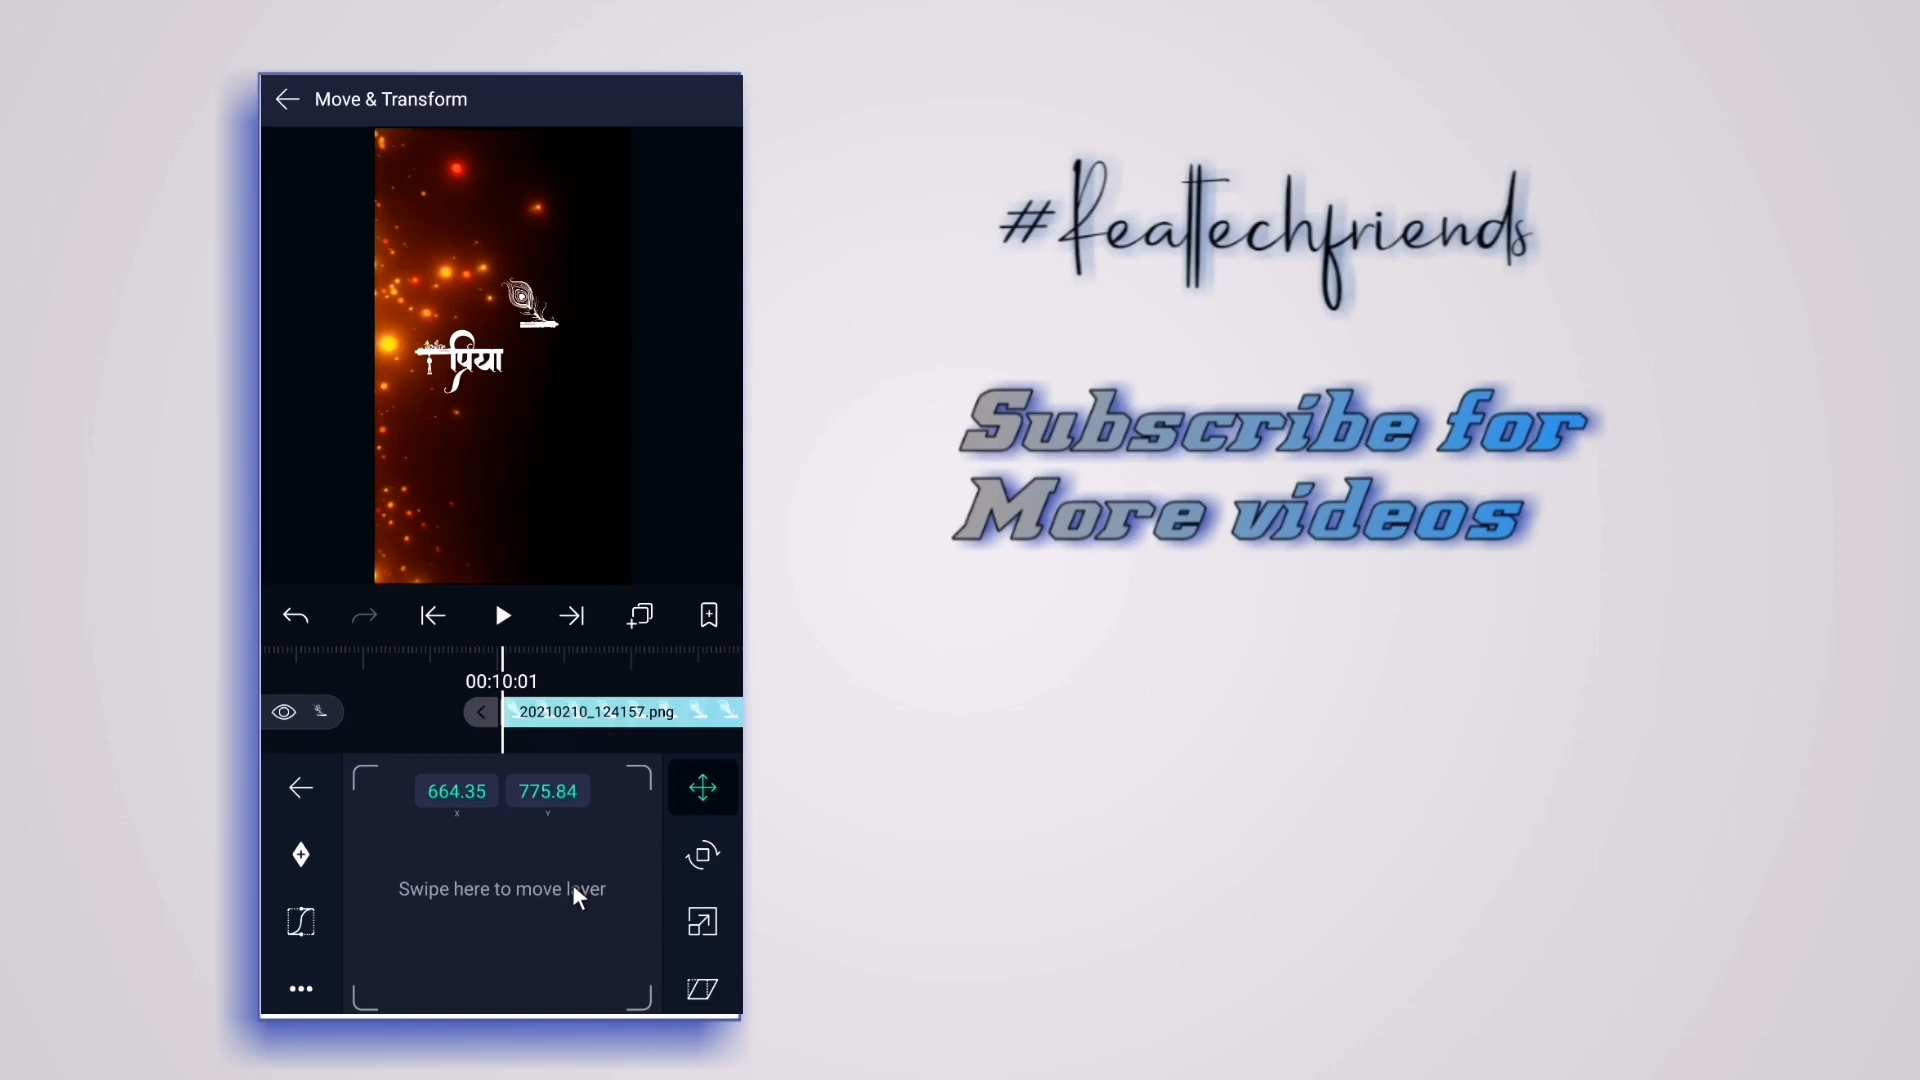 Move & Transform
प्रिया
00:10:01
20210210_124157.png
664.35 775.84
X Y
Swipe here to move layer
#Realtechfriends
Subscribe for
More videos